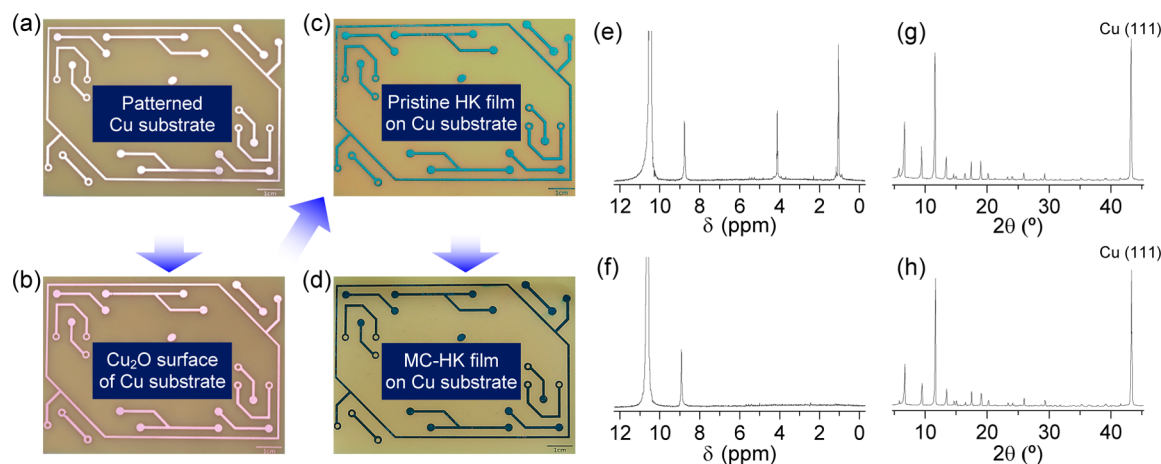 (a)
Patterned
Cu substrate
1cm
(b)
Cu₂O surface
of Cu substrate
1cm
(c)
Pristine HK film
on Cu substrate
1cm
(d)
MC-HK film
on Cu substrate
1cm
(e)
12 10 8 6 4 2 0
δ (ppm)
(f)
12 10 8 6 4 2 0
δ (ppm)
(g)
Cu (111)
10 20 30 40
2θ (º)
(h)
Cu (111)
10 20 30 40
2θ (º)